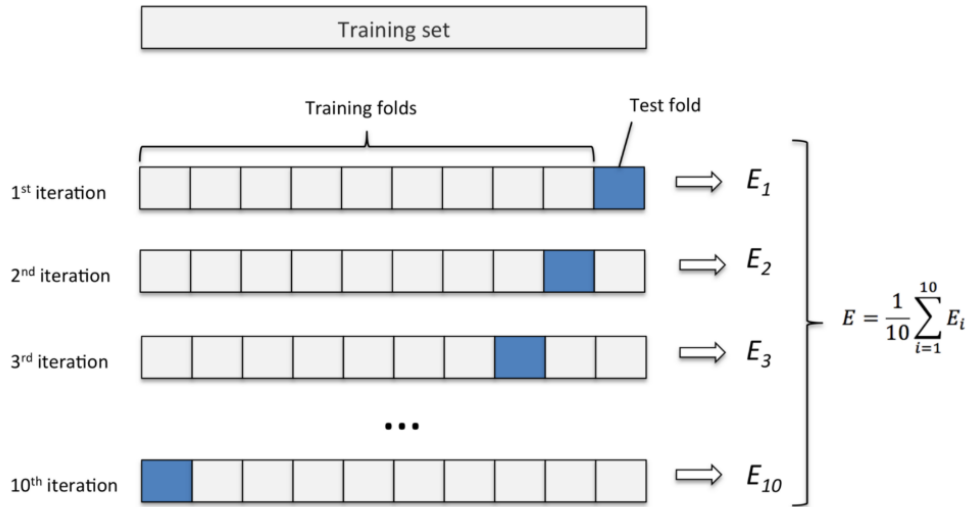 Training set
Training folds
Test fold
1st iteration
E1
2nd iteration
E2
3rd iteration
E3
E = 1/10 10∑i=1 Ei
...
10th iteration
E10